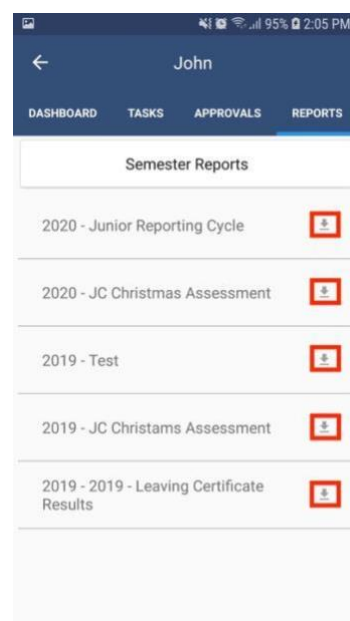 95% 2:05 PM
John
DASHBOARD TASKS APPROVALS REPORTS
Semester Reports
2020 - Junior Reporting Cycle
2020 - JC Christmas Assessment
2019 - Test
2019 - JC Christams Assessment
2019 - 2019 - Leaving Certificate
Results